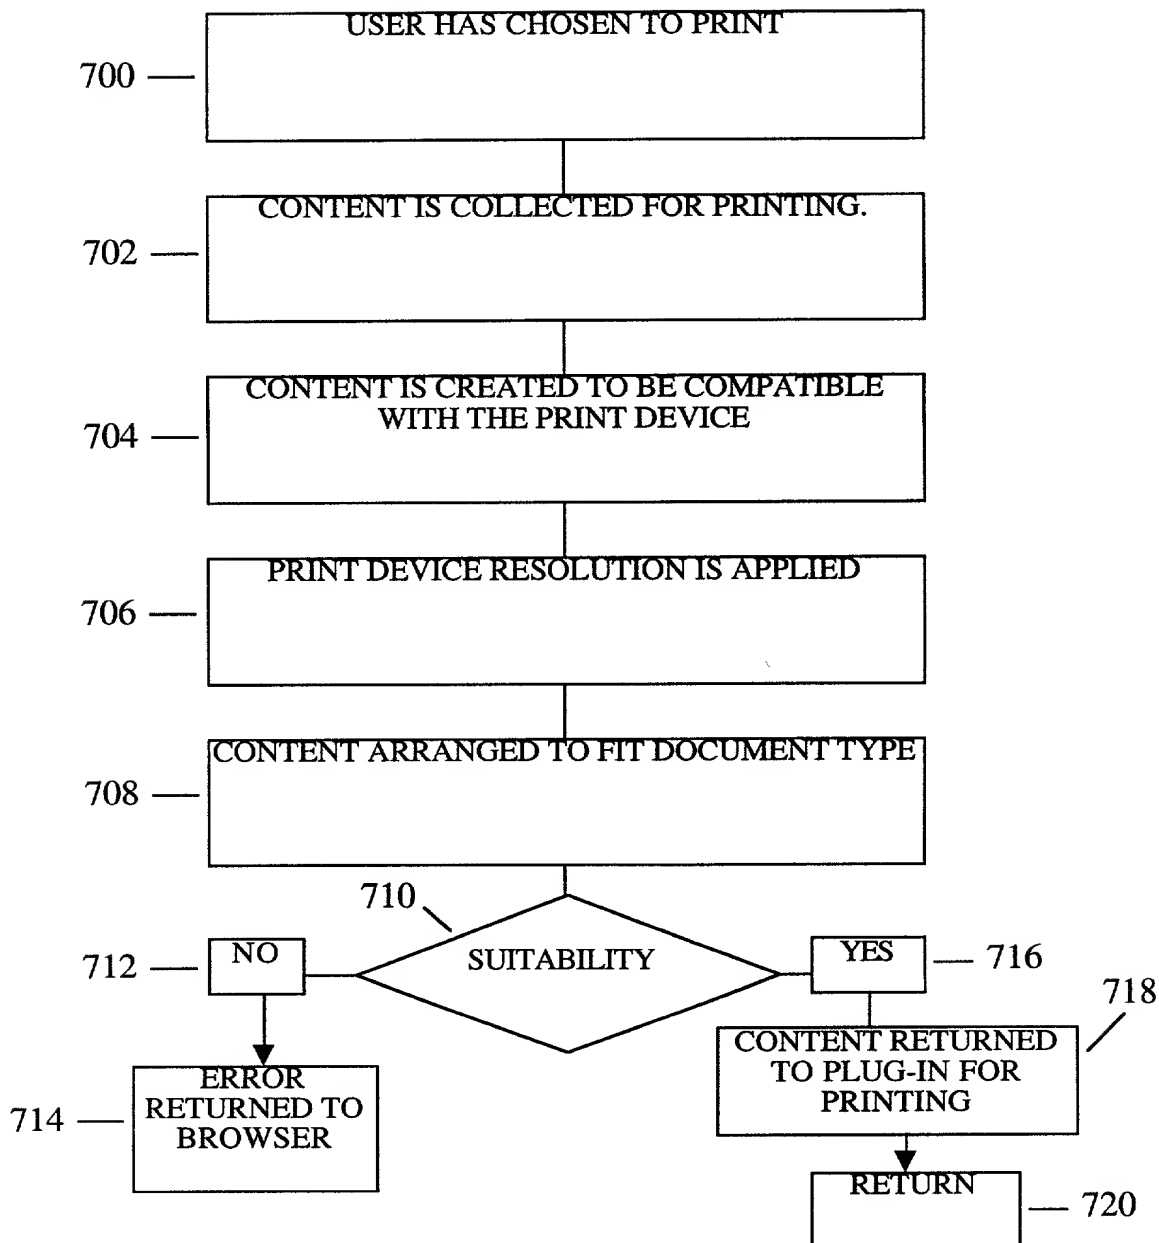 USER HAS CHOSEN TO PRINT
700
CONTENT IS COLLECTED FOR PRINTING.
702
CONTENT IS CREATED TO BE COMPATIBLE
WITH THE PRINT DEVICE
704
PRINT DEVICE RESOLUTION IS APPLIED
706
CONTENT ARRANGED TO FIT DOCUMENT TYPE
708
710
SUITABILITY
712
NO
YES
716
718
714
ERROR
RETURNED TO
BROWSER
CONTENT RETURNED
TO PLUG-IN FOR
PRINTING
RETURN
720